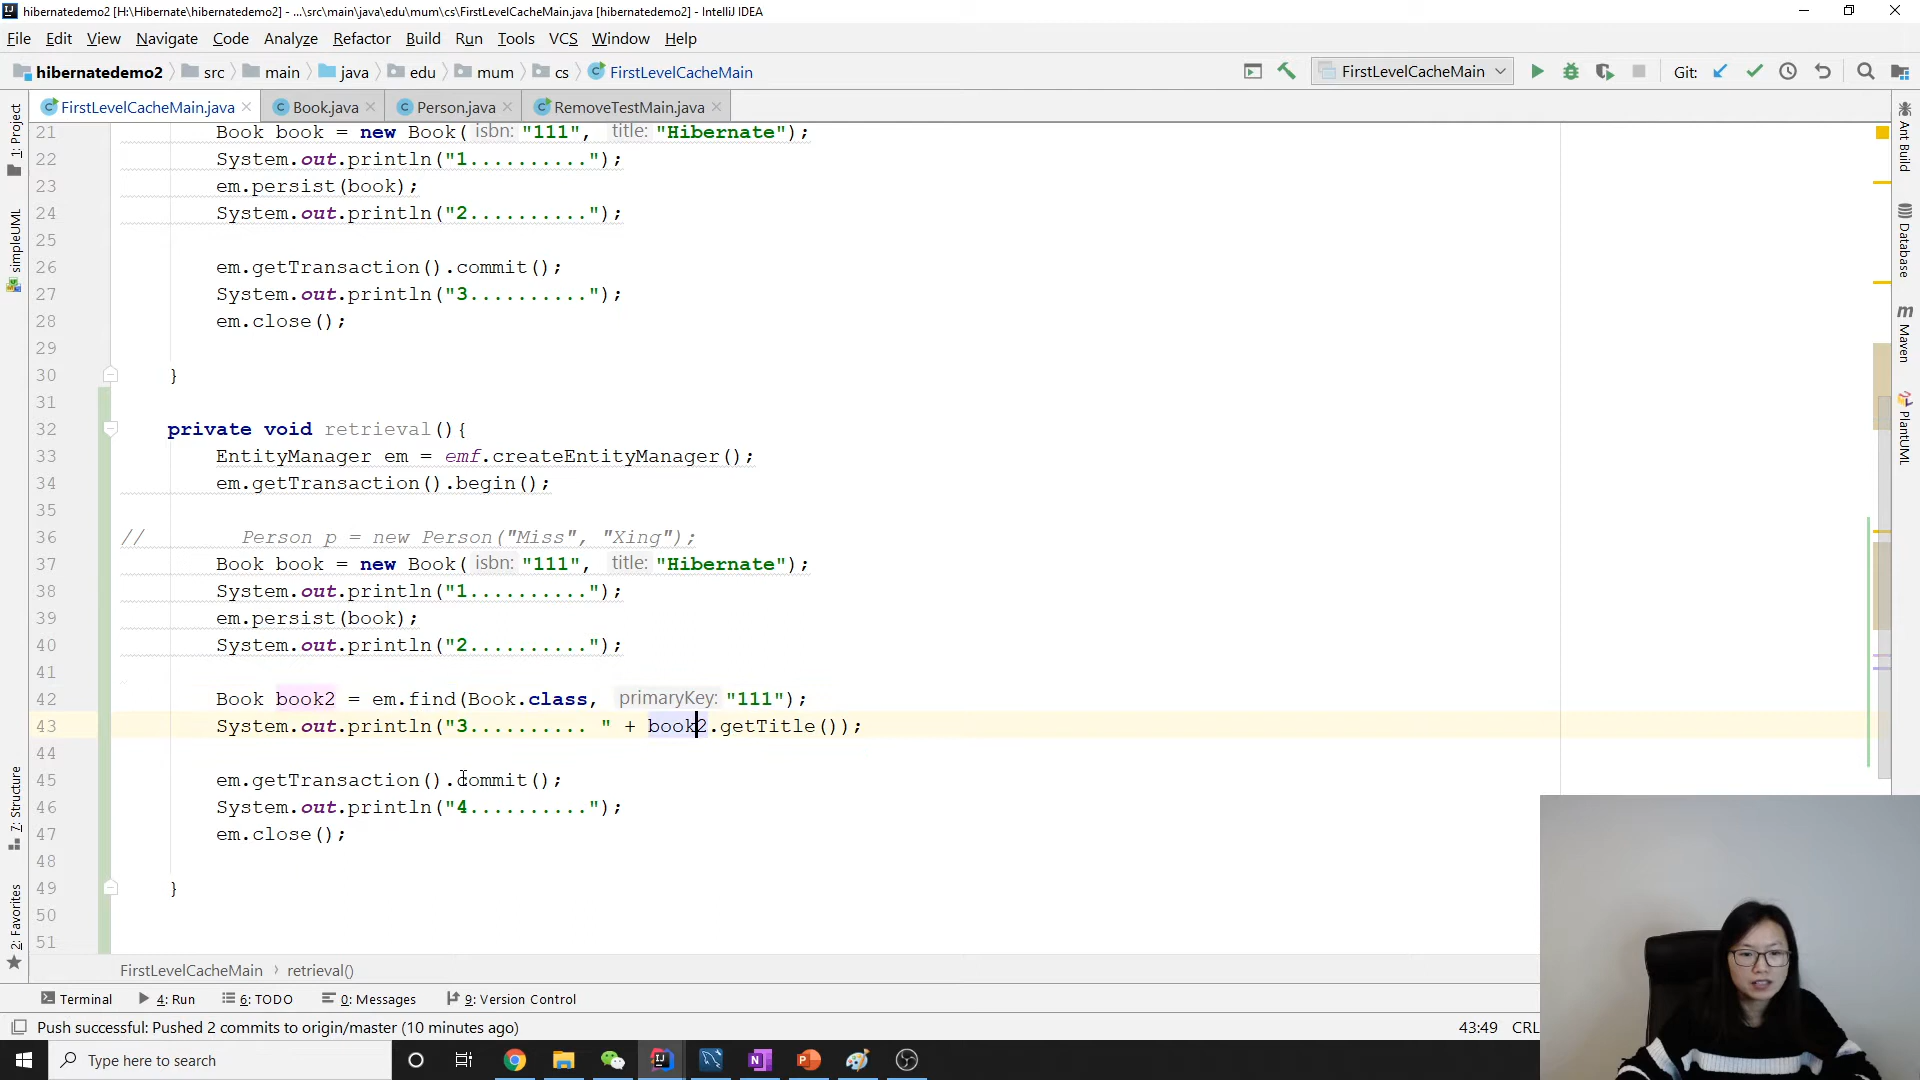 hibernatedemo2 [H:\Hibernate\hibernatedemo2] - ...\src\main\java\edu\mum\cs\FirstLevelCacheMain.java [hibernatedemo2] - IntelliJ IDEA
File Edit View Navigate Code Analyze Refactor Build Run Tools VCS Window Help
hibernatedemo2 src main java edu mum cs FirstLevelCacheMain FirstLevelCacheMain Git:
FirstLevelCacheMain.java Book.java Person.java RemoveTestMain.java
1: Project
simpleUML
7: Structure
2: Favorites
21 Book book = new Book( isbn: "111", title: "Hibernate");
22 System.out.println("1..........");
23 em.persist(book);
24 System.out.println("2..........");
25
26 em.getTransaction().commit();
27 System.out.println("3..........");
28 em.close();
29
30 }
31
32 private void retrieval(){
33 EntityManager em = emf.createEntityManager();
34 em.getTransaction().begin();
35
36 // Person p = new Person("Miss", "Xing");
37 Book book = new Book( isbn: "111", title: "Hibernate");
38 System.out.println("1..........");
39 em.persist(book);
40 System.out.println("2..........");
41
42 Book book2 = em.find(Book.class, primaryKey: "111");
43 System.out.println("3.......... " + book2.getTitle());
44
45 em.getTransaction().commit();
46 System.out.println("4..........");
47 em.close();
48
49 }
50
51
Ant Build
Database
m Maven
PlantUML
FirstLevelCacheMain › retrieval()
Terminal 4: Run 6: TODO 0: Messages 9: Version Control
Push successful: Pushed 2 commits to origin/master (10 minutes ago) 43:49 CRL
Type here to search